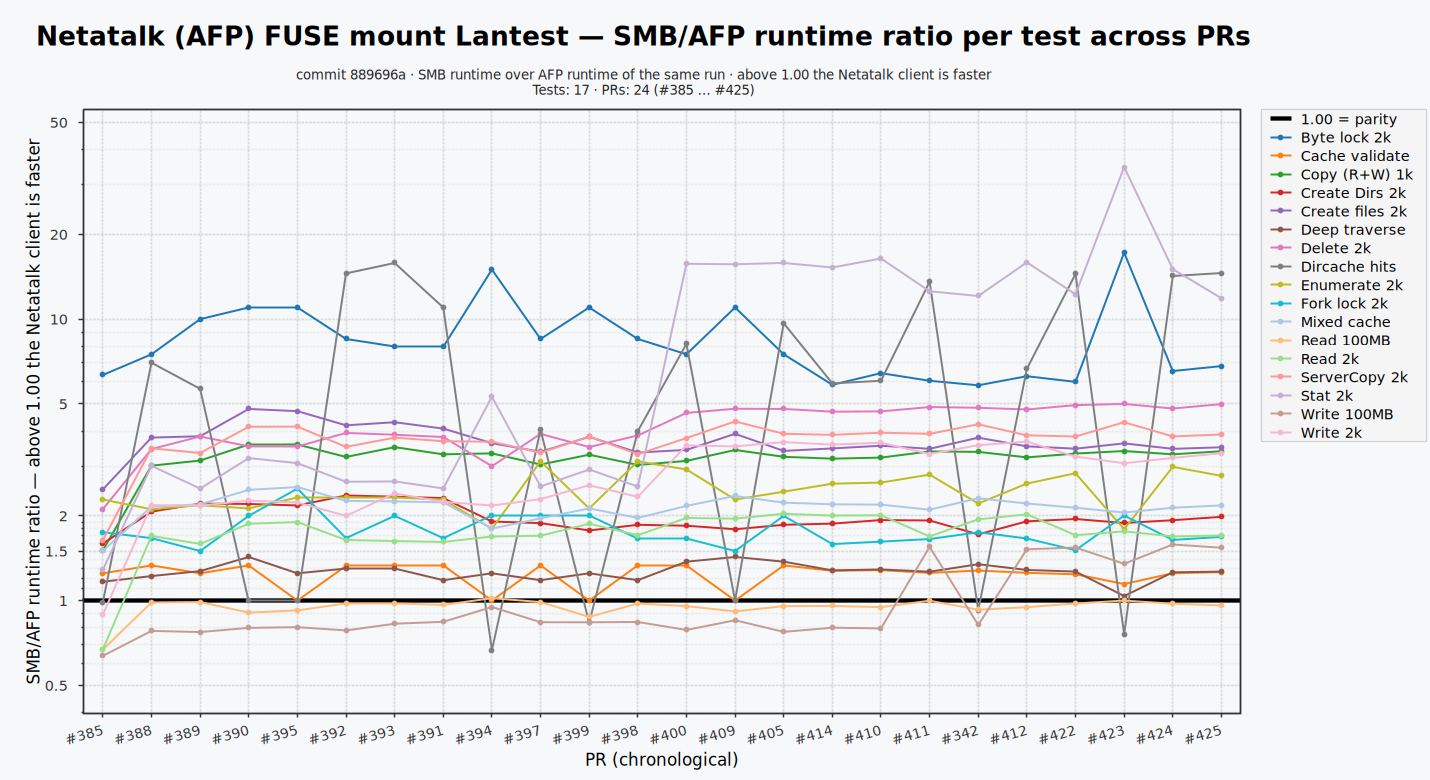 Netatalk (AFP) FUSE mount Lantest — SMB/AFP runtime ratio per test across PRs
commit 889696a · SMB runtime over AFP runtime of the same run · above 1.00 the Netatalk client is faster
Tests: 17 · PRs: 24 (#385 … #425)
SMB/AFP runtime ratio — above 1.00 the Netatalk client is faster
50
20
10
5
2
1.5
1
0.5
#385
#388
#389
#390
#395
#392
#393
#391
#394
#397
#399
#398
#400
#409
#405
#414
#410
#411
#342
#412
#422
#423
#424
#425
PR (chronological)
1.00 = parity
Byte lock 2k
Cache validate
Copy (R+W) 1k
Create Dirs 2k
Create files 2k
Deep traverse
Delete 2k
Dircache hits
Enumerate 2k
Fork lock 2k
Mixed cache
Read 100MB
Read 2k
ServerCopy 2k
Stat 2k
Write 100MB
Write 2k